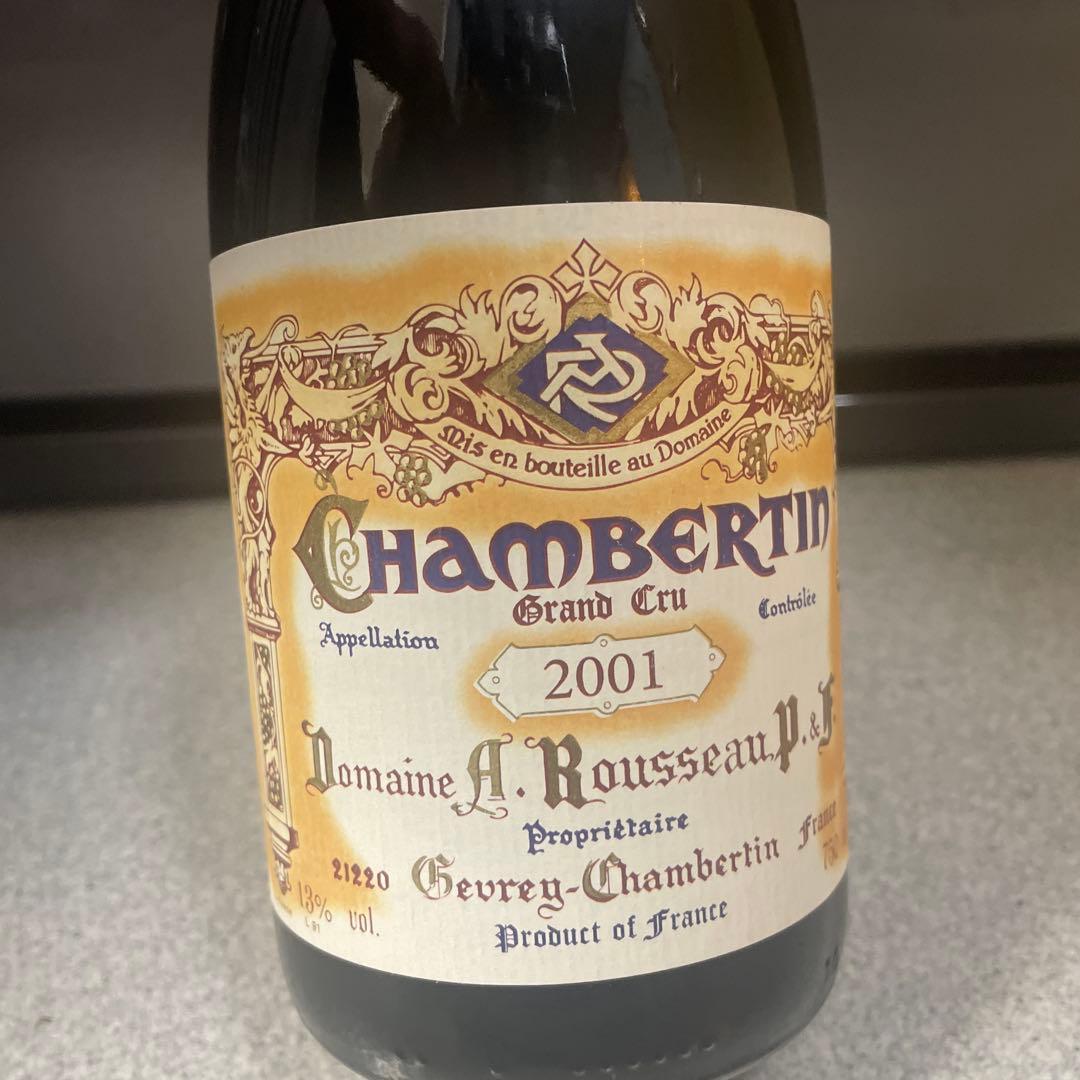 Mis en bouteille au Domaine
CHAMBERTIN
Grand Cru
Appellation Contrôlée
2001
Domaine A. Rousseau P. & F.
Propriétaire
21220 Gevrey-Chambertin France
13% vol.
L 91
Product of France